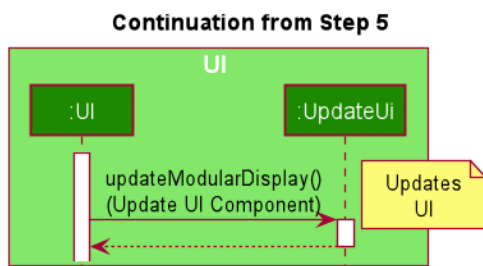 Continuation from Step 5
UI
:UI
:UpdateUi
updateModularDisplay()
(Update UI Component)
Updates
UI